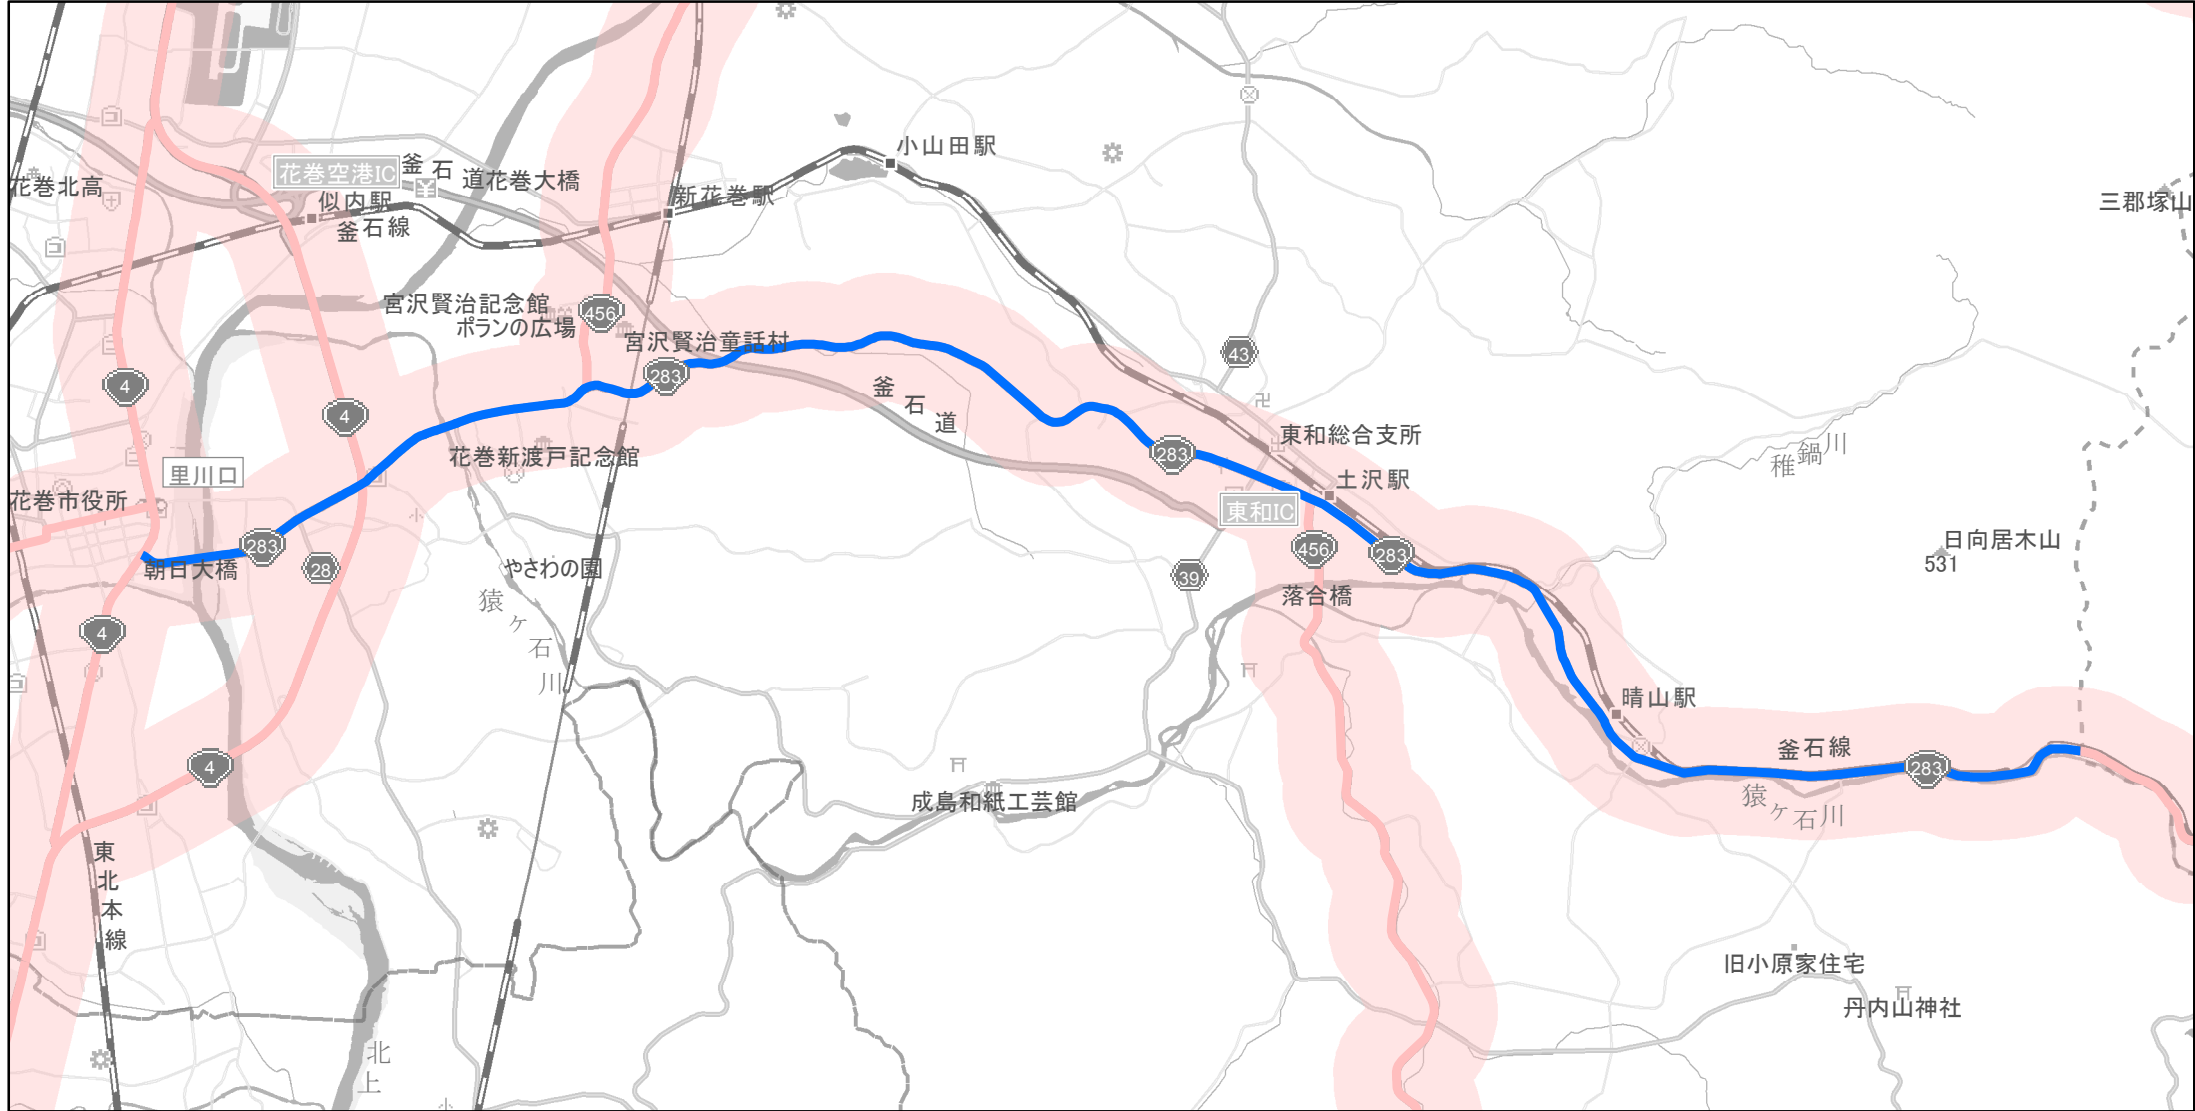 小山田駅
花巻空港IC
釜石
道花巻大橋
花巻北高
似内駅
新花巻駅
三郡塚山
釜石線
宮沢賢治記念館
456
ポランの広場
宮沢賢治童話村
43
283
4
釜石道
4
東和総合支所
稚鍋川
283
花巻新渡戸記念館
里川口
土沢駅
花巻市役所
東和IC
283
456
283
日向居木山
531
朝日大橋
28
やさわの園
39
落合橋
猿ヶ石川
4
晴山駅
釜石線
4
283
成島和紙工芸館
猿ヶ石川
東北本線
旧小原家住宅
丹内山神社
北上